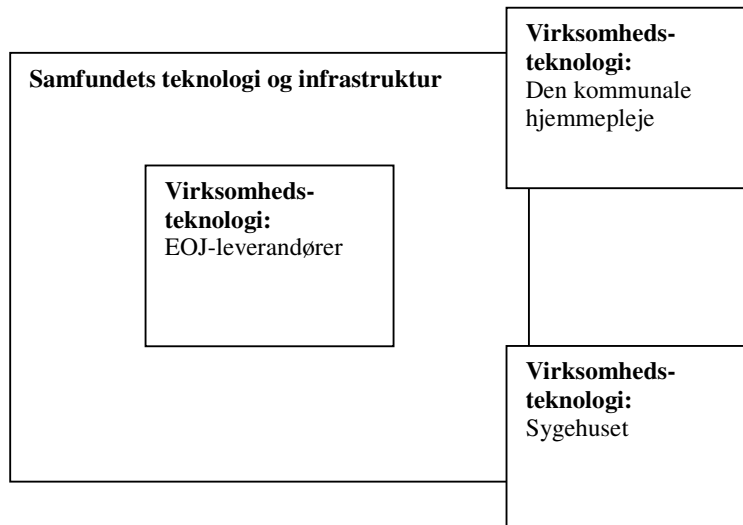 Samfundets teknologi og infrastruktur
Virksomheds-
teknologi:
Den kommunale
hjemmepleje
Virksomheds-
teknologi:
EOJ-leverandører
Virksomheds-
teknologi:
Sygehuset